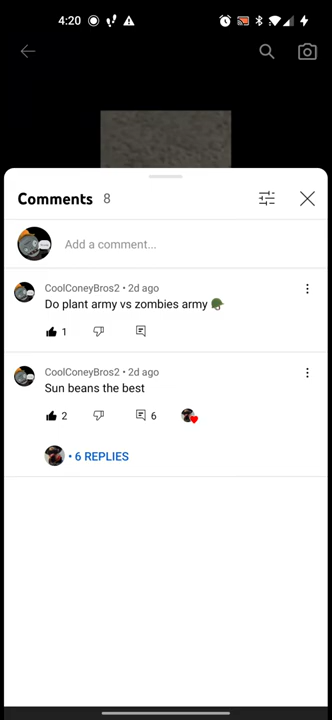 4:20
Comments 8
Add a comment...
CoolConeyBros2 • 2d ago
Do plant army vs zombies army 🪖
1
CoolConeyBros2 • 2d ago
Sun beans the best
2 6
• 6 REPLIES